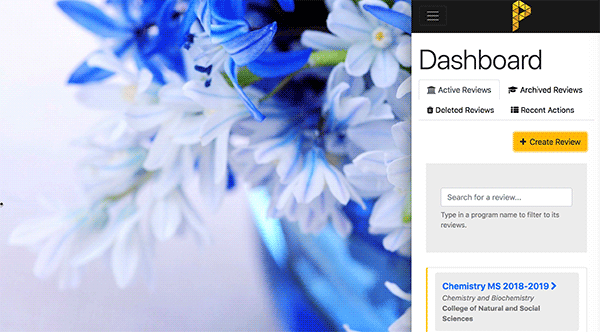 Dashboard
Active Reviews
Archived Reviews
Deleted Reviews
Recent Actions
+ Create Review
Search for a review...
Type in a program name to filter to its
reviews.
Chemistry MS 2018-2019
Chemistry and Biochemistry
College of Natural and Social
Sciences